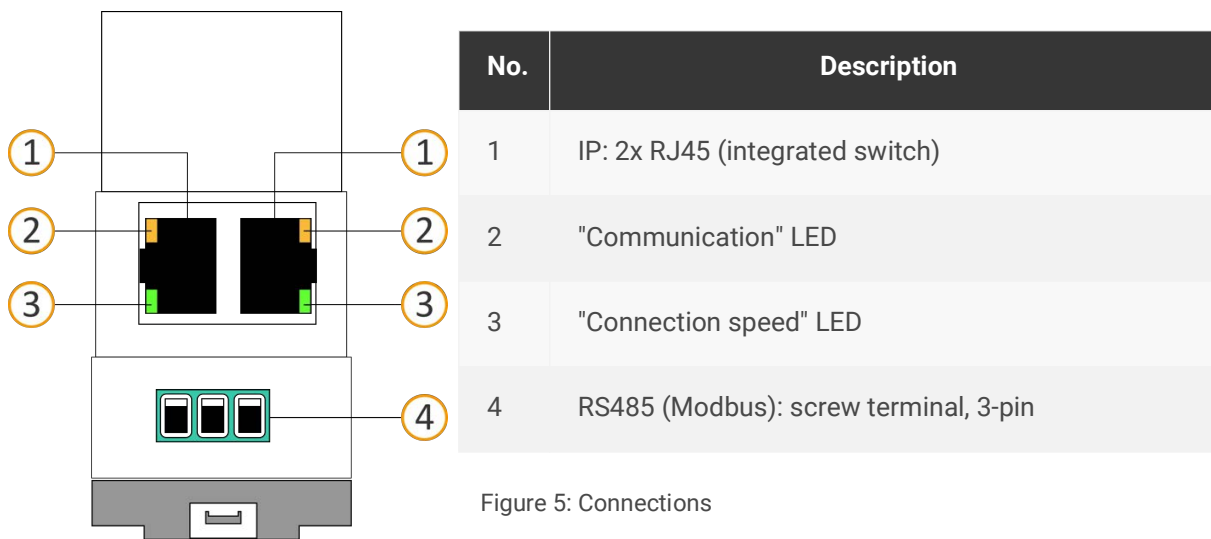 1 1
2 2
3 3
4
No. Description
1 IP: 2x RJ45 (integrated switch)
2 "Communication" LED
3 "Connection speed" LED
4 RS485 (Modbus): screw terminal, 3-pin
Figure 5: Connections